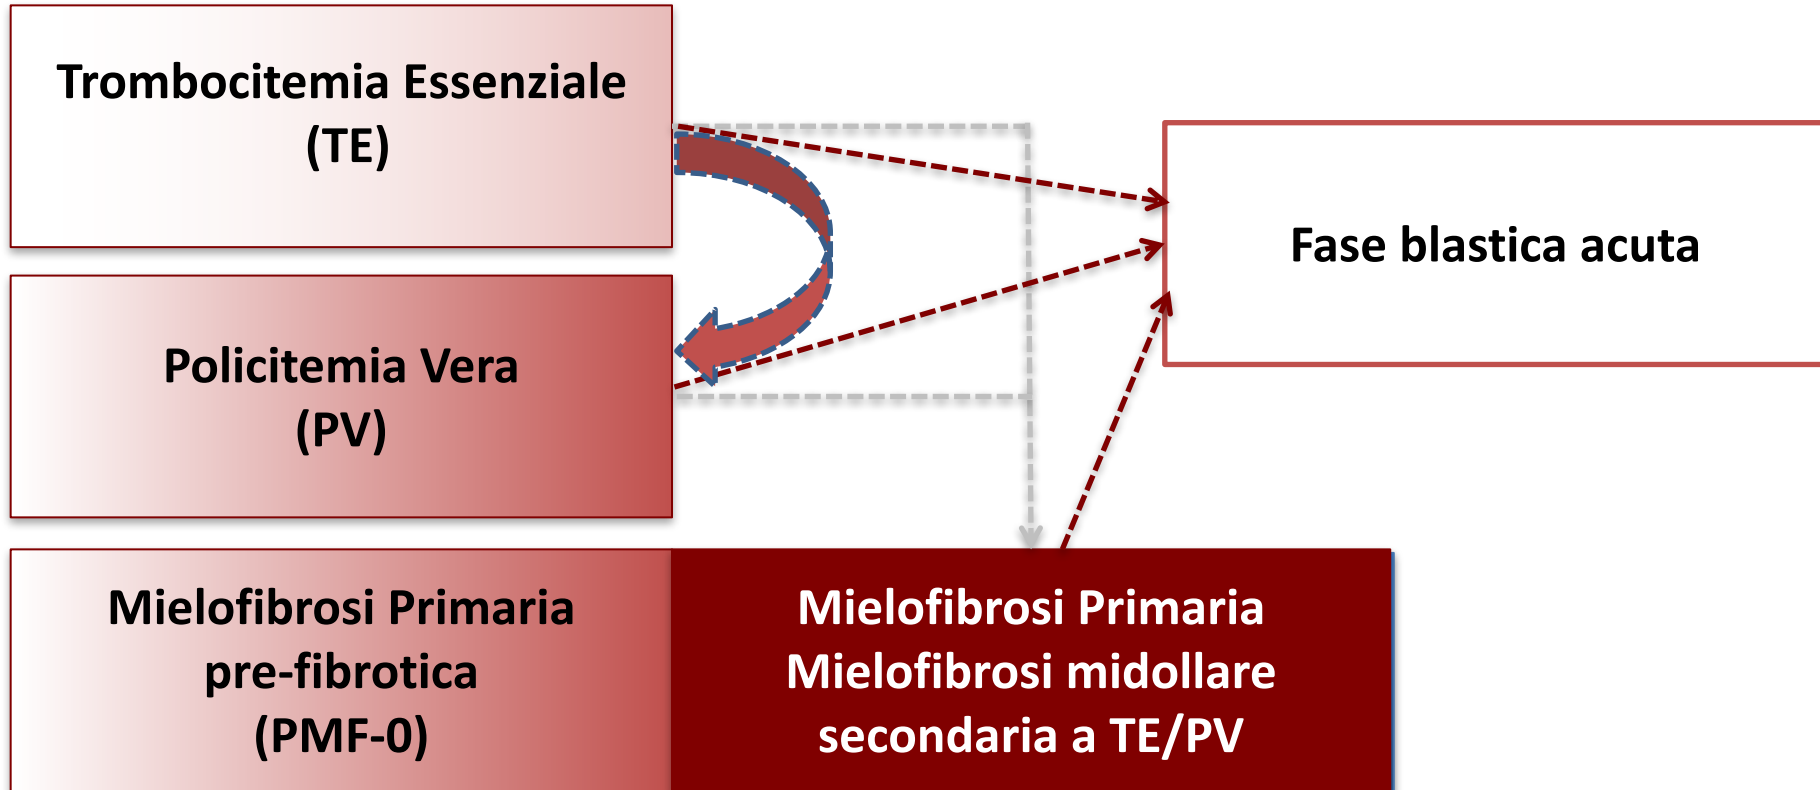 Trombocitemia Essenziale
(TE)
Fase blastica acuta
Policitemia Vera
(PV)
Mielofibrosi Primaria
pre-fibrotica
(PMF-0)
Mielofibrosi Primaria
Mielofibrosi midollare
secondaria a TE/PV